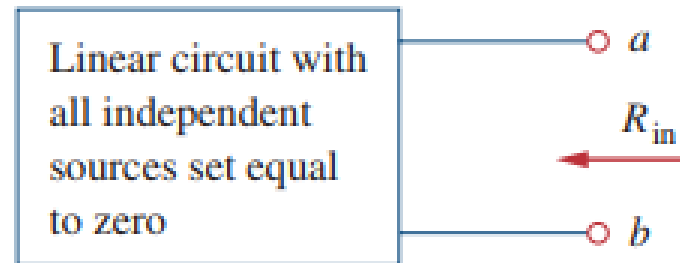 Linear circuit with
all independent
sources set equal
to zero
a
R_in
b